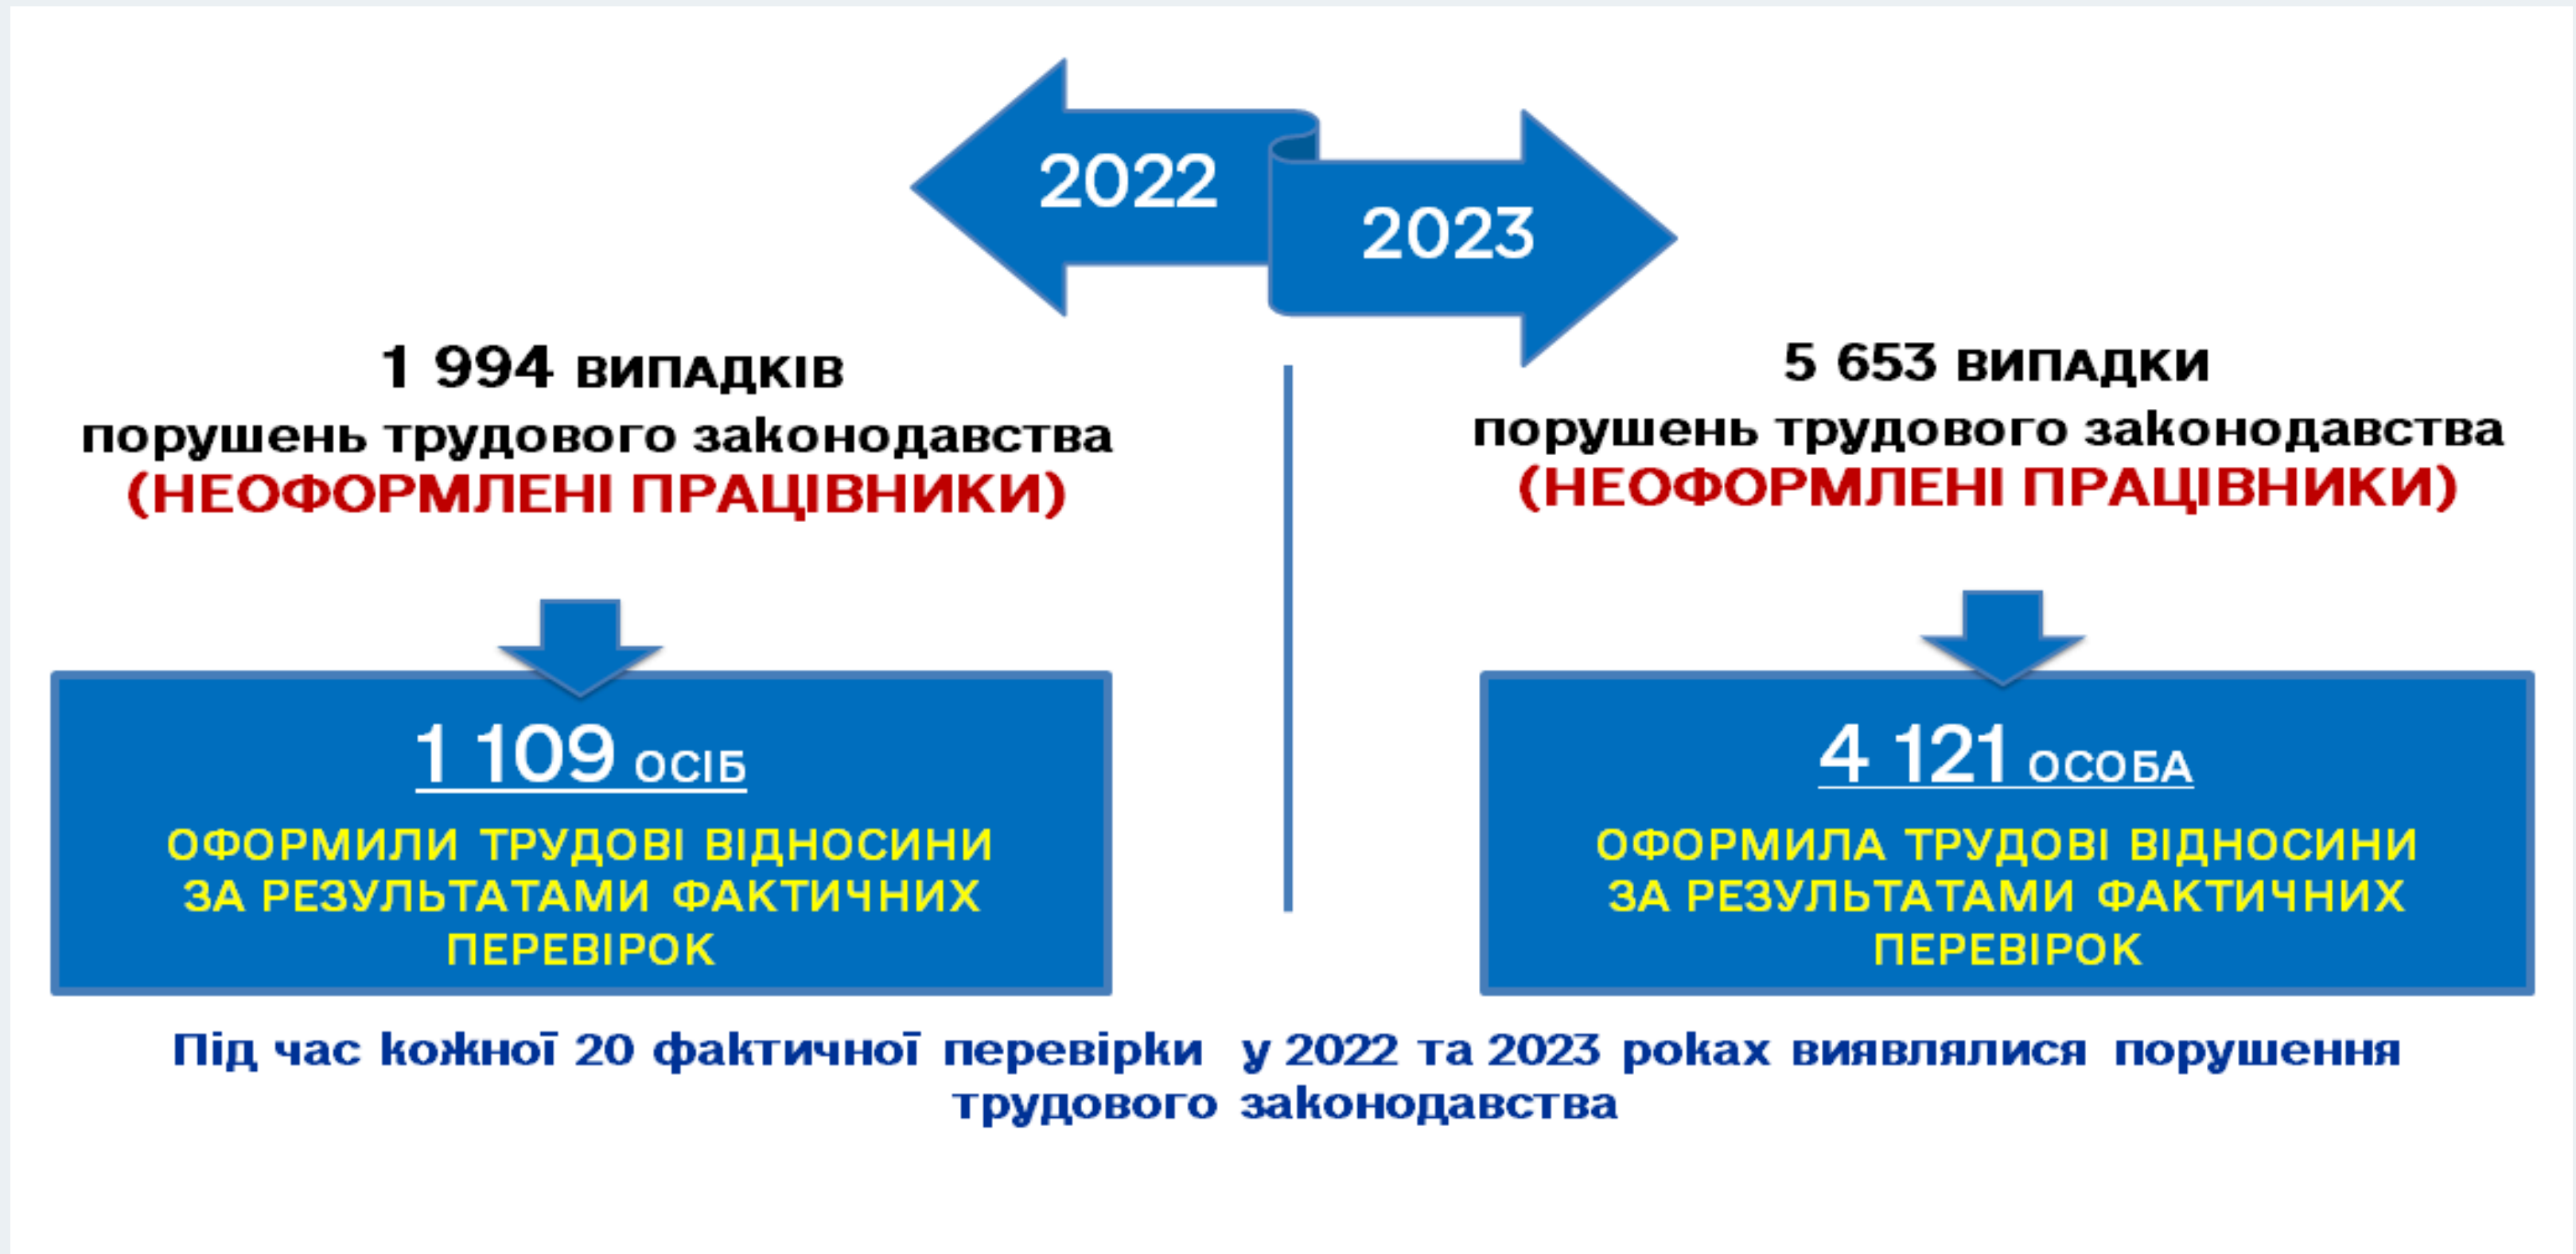 2022
2023
1 994 ВИПАДКІВ
порушень трудового законодавства
(НЕОФОРМЛЕНІ ПРАЦІВНИКИ)
1 109 ОСІБ
ОФОРМИЛИ ТРУДОВІ ВІДНОСИНИ
ЗА РЕЗУЛЬТАТАМИ ФАКТИЧНИХ
ПЕРЕВІРОК
5 653 ВИПАДКИ
порушень трудового законодавства
(НЕОФОРМЛЕНІ ПРАЦІВНИКИ)
4 121 ОСОБА
ОФОРМИЛА ТРУДОВІ ВІДНОСИНИ
ЗА РЕЗУЛЬТАТАМИ ФАКТИЧНИХ
ПЕРЕВІРОК
Під час кожної 20 фактичної перевірки у 2022 та 2023 роках виявлялися порушення
трудового законодавства